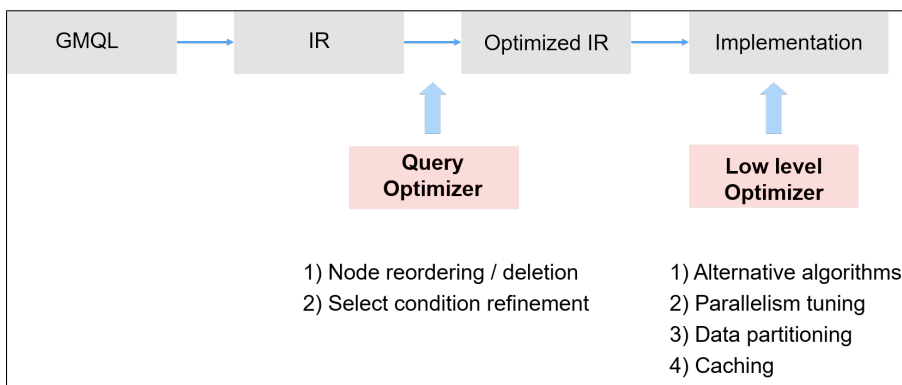 GMQL
IR
Optimized IR
Implementation
Query
Optimizer
Low level
Optimizer
1) Node reordering / deletion
2) Select condition refinement
1) Alternative algorithms
2) Parallelism tuning
3) Data partitioning
4) Caching